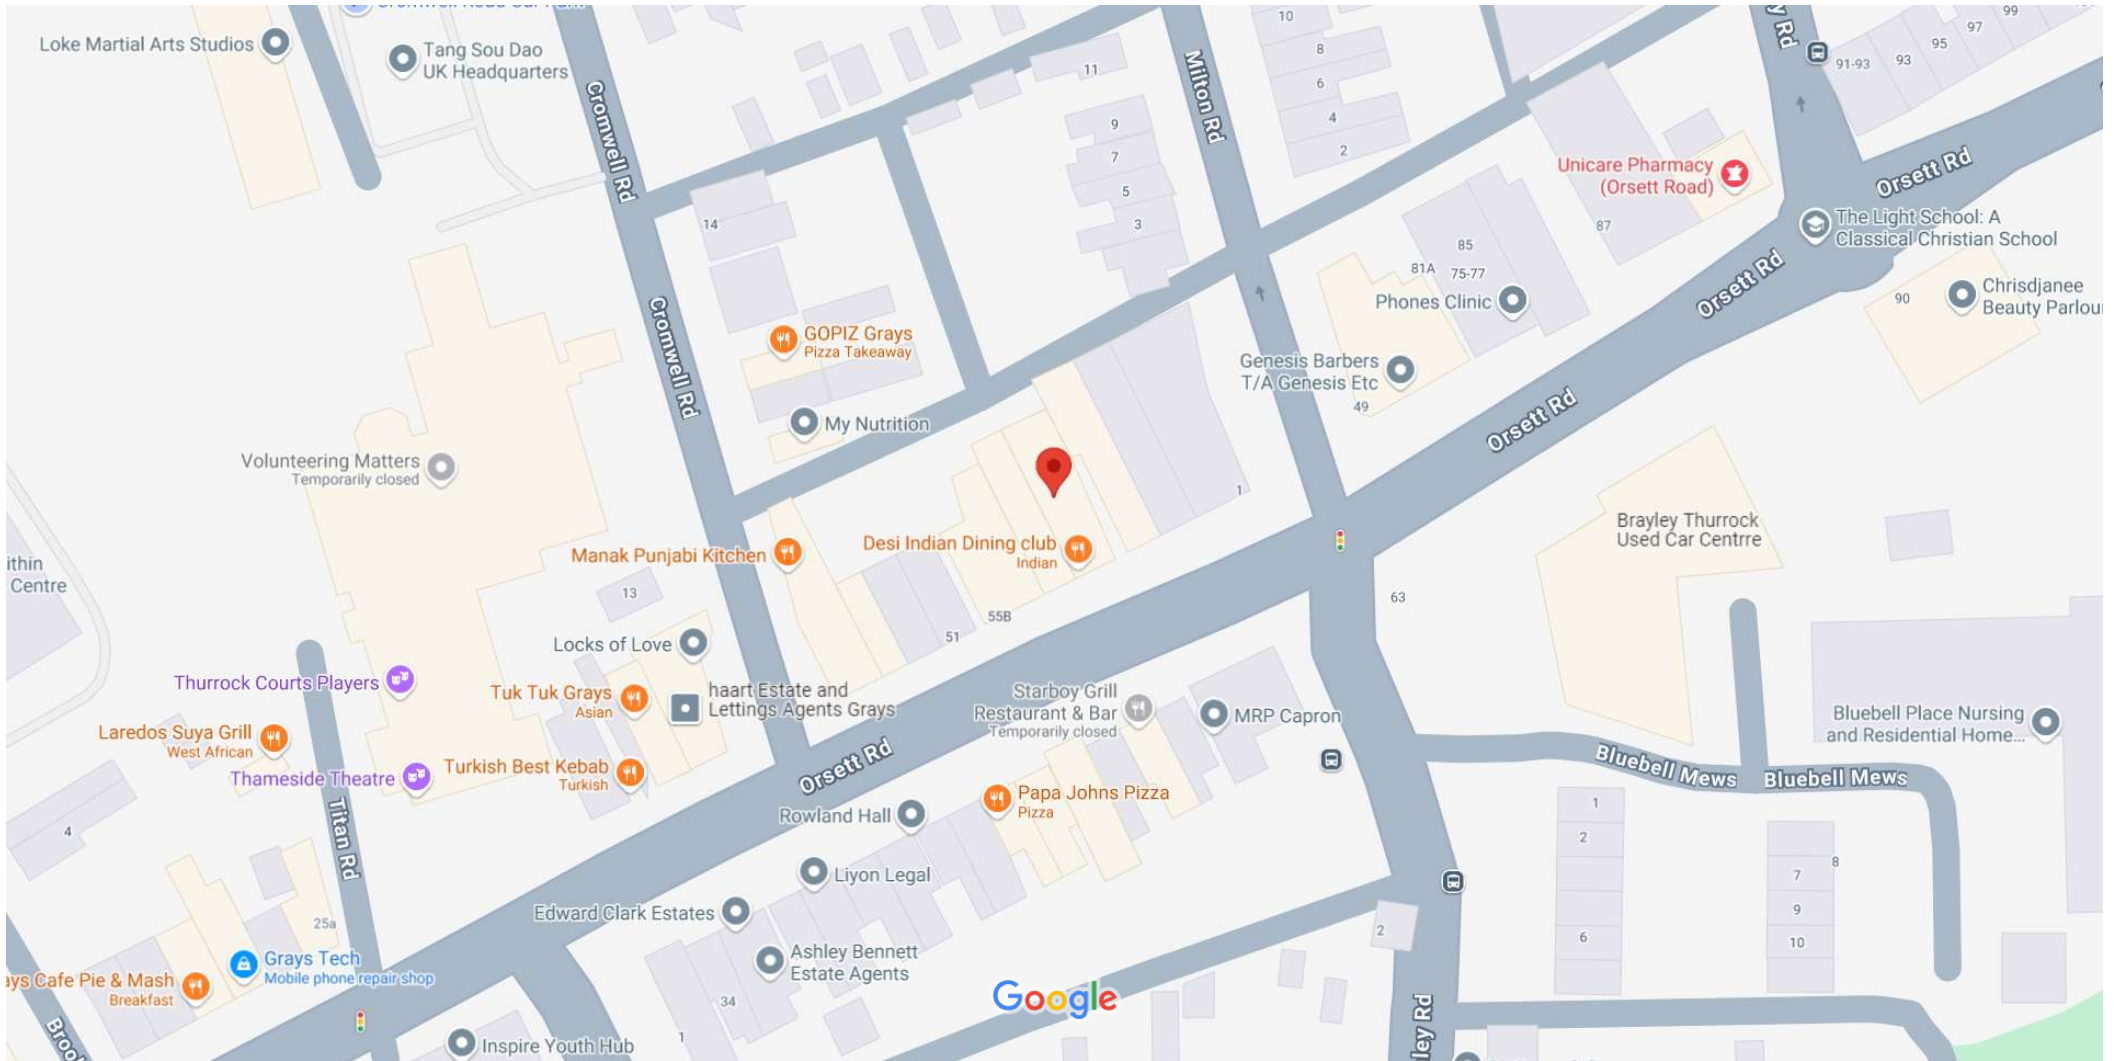 Cromwell Road Car Park
Loke Martial Arts Studios
Tang Sou Dao
UK Headquarters
Cromwell Rd
11
9
7
5
3
14
Milton Rd
10
8
6
4
2
y Rd
91-93
93
95
97
99
Unicare Pharmacy
(Orsett Road)
Orsett Rd
87
The Light School: A
Classical Christian School
85
81A
75-77
Phones Clinic
Orsett Rd
90
Chrisdjanee
Beauty Parlour
GOPIZ Grays
Pizza Takeaway
Cromwell Rd
My Nutrition
Genesis Barbers
T/A Genesis Etc
49
Orsett Rd
Volunteering Matters
Temporarily closed
1
Brayley Thurrock
Used Car Centrre
Manak Punjabi Kitchen
Desi Indian Dining club
Indian
ithin
Centre
13
55B
51
63
Locks of Love
Thurrock Courts Players
Tuk Tuk Grays
Asian
haart Estate and
Lettings Agents Grays
Starboy Grill
Restaurant & Bar
Temporarily closed
MRP Capron
Bluebell Place Nursing
and Residential Home...
Laredos Suya Grill
West African
Thameside Theatre
Turkish Best Kebab
Turkish
Orsett Rd
Bluebell Mews
Bluebell Mews
Papa Johns Pizza
Pizza
Rowland Hall
Titan Rd
4
1
2
8
7
9
10
6
Liyon Legal
Edward Clark Estates
25a
2
Ashley Bennett
Estate Agents
Grays Tech
Mobile phone repair shop
ays Cafe Pie & Mash
Breakfast
34
1
Google
ley Rd
Broo
Inspire Youth Hub